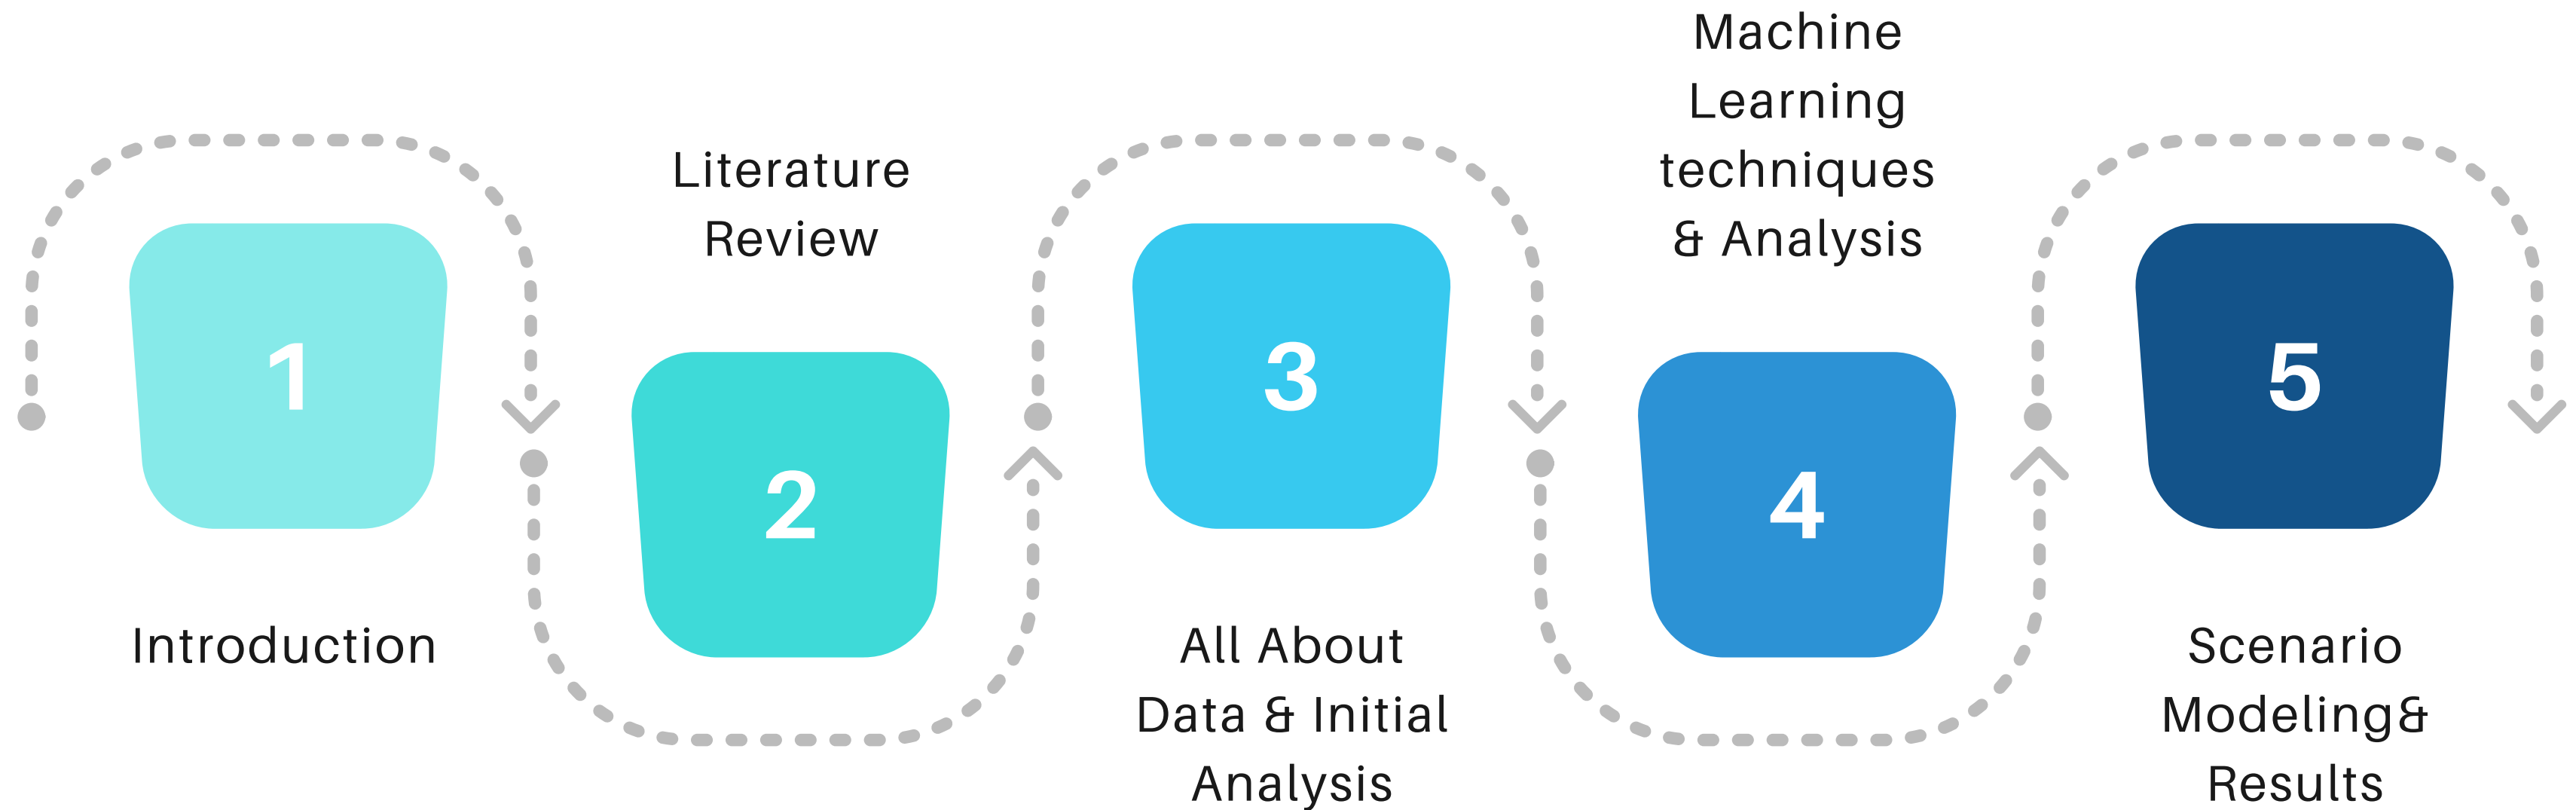 1
Introduction
Literature
Review
2
3
All About
Data & Initial
Analysis
Machine
Learning
techniques
& Analysis
4
5
Scenario
Modeling&
Results